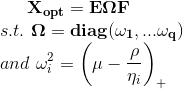 X_opt = EΩF
s.t. Ω = diag(ω_1, ...ω_q)
and ω_i^2 = (μ − ρ/η_i)_+